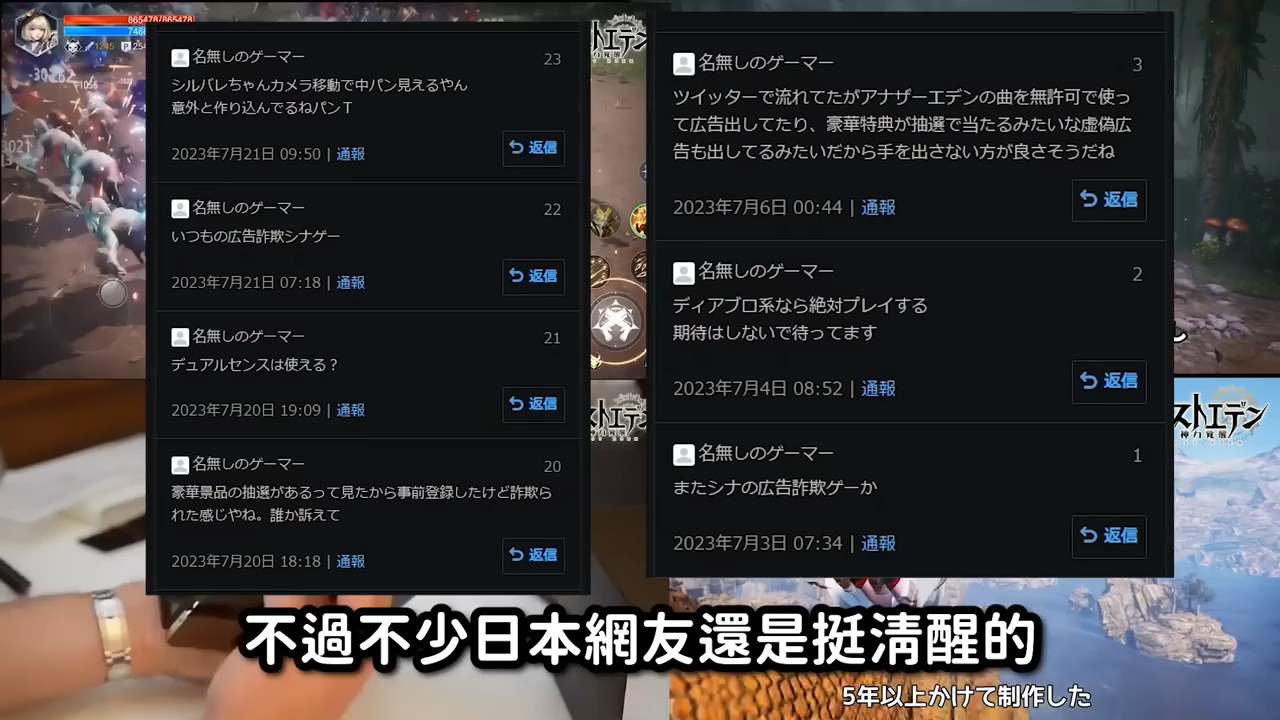 865478/865478
名無しのゲーマー
23
シルバレちゃんカメラ移動で中パン見えるやん
意外と作り込んでるねパンT
2023年7月21日 09:50 | 通報
返信
名無しのゲーマー
22
いつもの広告詐欺シナゲー
2023年7月21日 07:18 | 通報
返信
名無しのゲーマー
21
デュアルセンスは使える？
2023年7月20日 19:09 | 通報
返信
名無しのゲーマー
20
豪華景品の抽選があるって見たから事前登録したけど詐欺ら
れた感じやね。誰か訴えて
2023年7月20日 18:18 | 通報
返信
名無しのゲーマー
3
ツイッターで流れてたがアナザーエデンの曲を無許可で使っ
て広告出してたり、豪華特典が抽選で当たるみたいな虚偽広
告も出してるみたいだから手を出さない方が良さそうだね
2023年7月6日 00:44 | 通報
返信
名無しのゲーマー
2
ディアブロ系なら絶対プレイする
期待はしないで待ってます
2023年7月4日 08:52 | 通報
返信
名無しのゲーマー
1
またシナの広告詐欺ゲーか
2023年7月3日 07:34 | 通報
返信
ストエデン
神力覚醒
不過不少日本網友還是挺淸醒的
5年以上かけて制作した